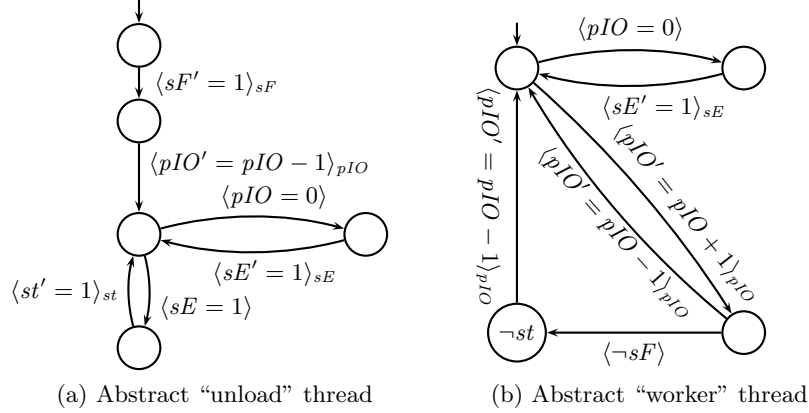 ⟨sF′ = 1⟩sF
⟨pIO′ = pIO − 1⟩pIO
⟨pIO = 0⟩
⟨sE′ = 1⟩sE
⟨st′ = 1⟩st
⟨sE = 1⟩
(a) Abstract “unload” thread
⟨pIO = 0⟩
⟨sE′ = 1⟩sE
⟨pIO′ = pIO − 1⟩pIO
⟨pIO′ = pIO − 1⟩pIO
⟨pIO′ = pIO + 1⟩pIO
¬st
⟨¬sF⟩
(b) Abstract “worker” thread